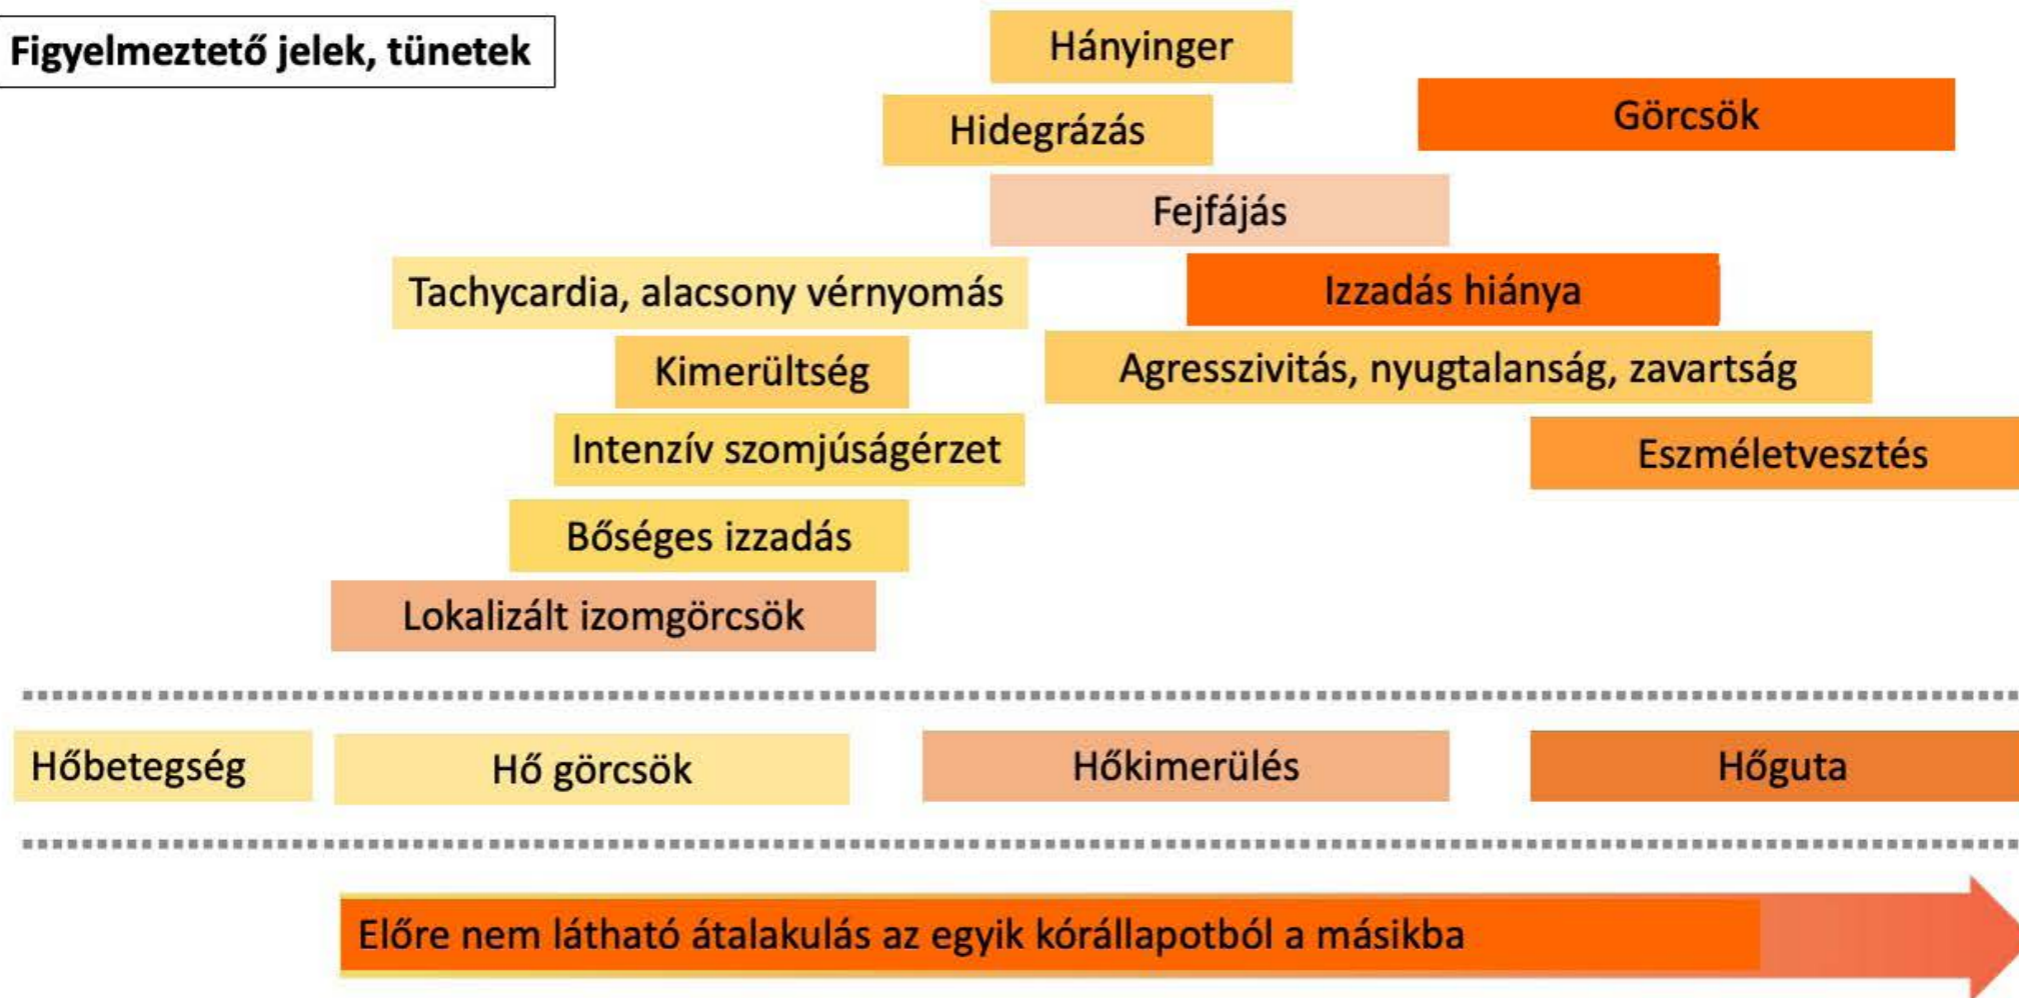 Figyelmeztető jelek, tünetek
Hányinger
Görcsök
Hidegrázás
Fejfájás
Tachycardia, alacsony vérnyomás
Izzadás hiánya
Kimerültség
Agresszivitás, nyugtalanság, zavartság
Intenzív szomjúságérzet
Eszméletvesztés
Bőséges izzadás
Lokalizált izomgörcsök
Hőbetegség
Hő görcsök
Hőkimerülés
Hőguta
Előre nem látható átalakulás az egyik kórállapotból a másikba